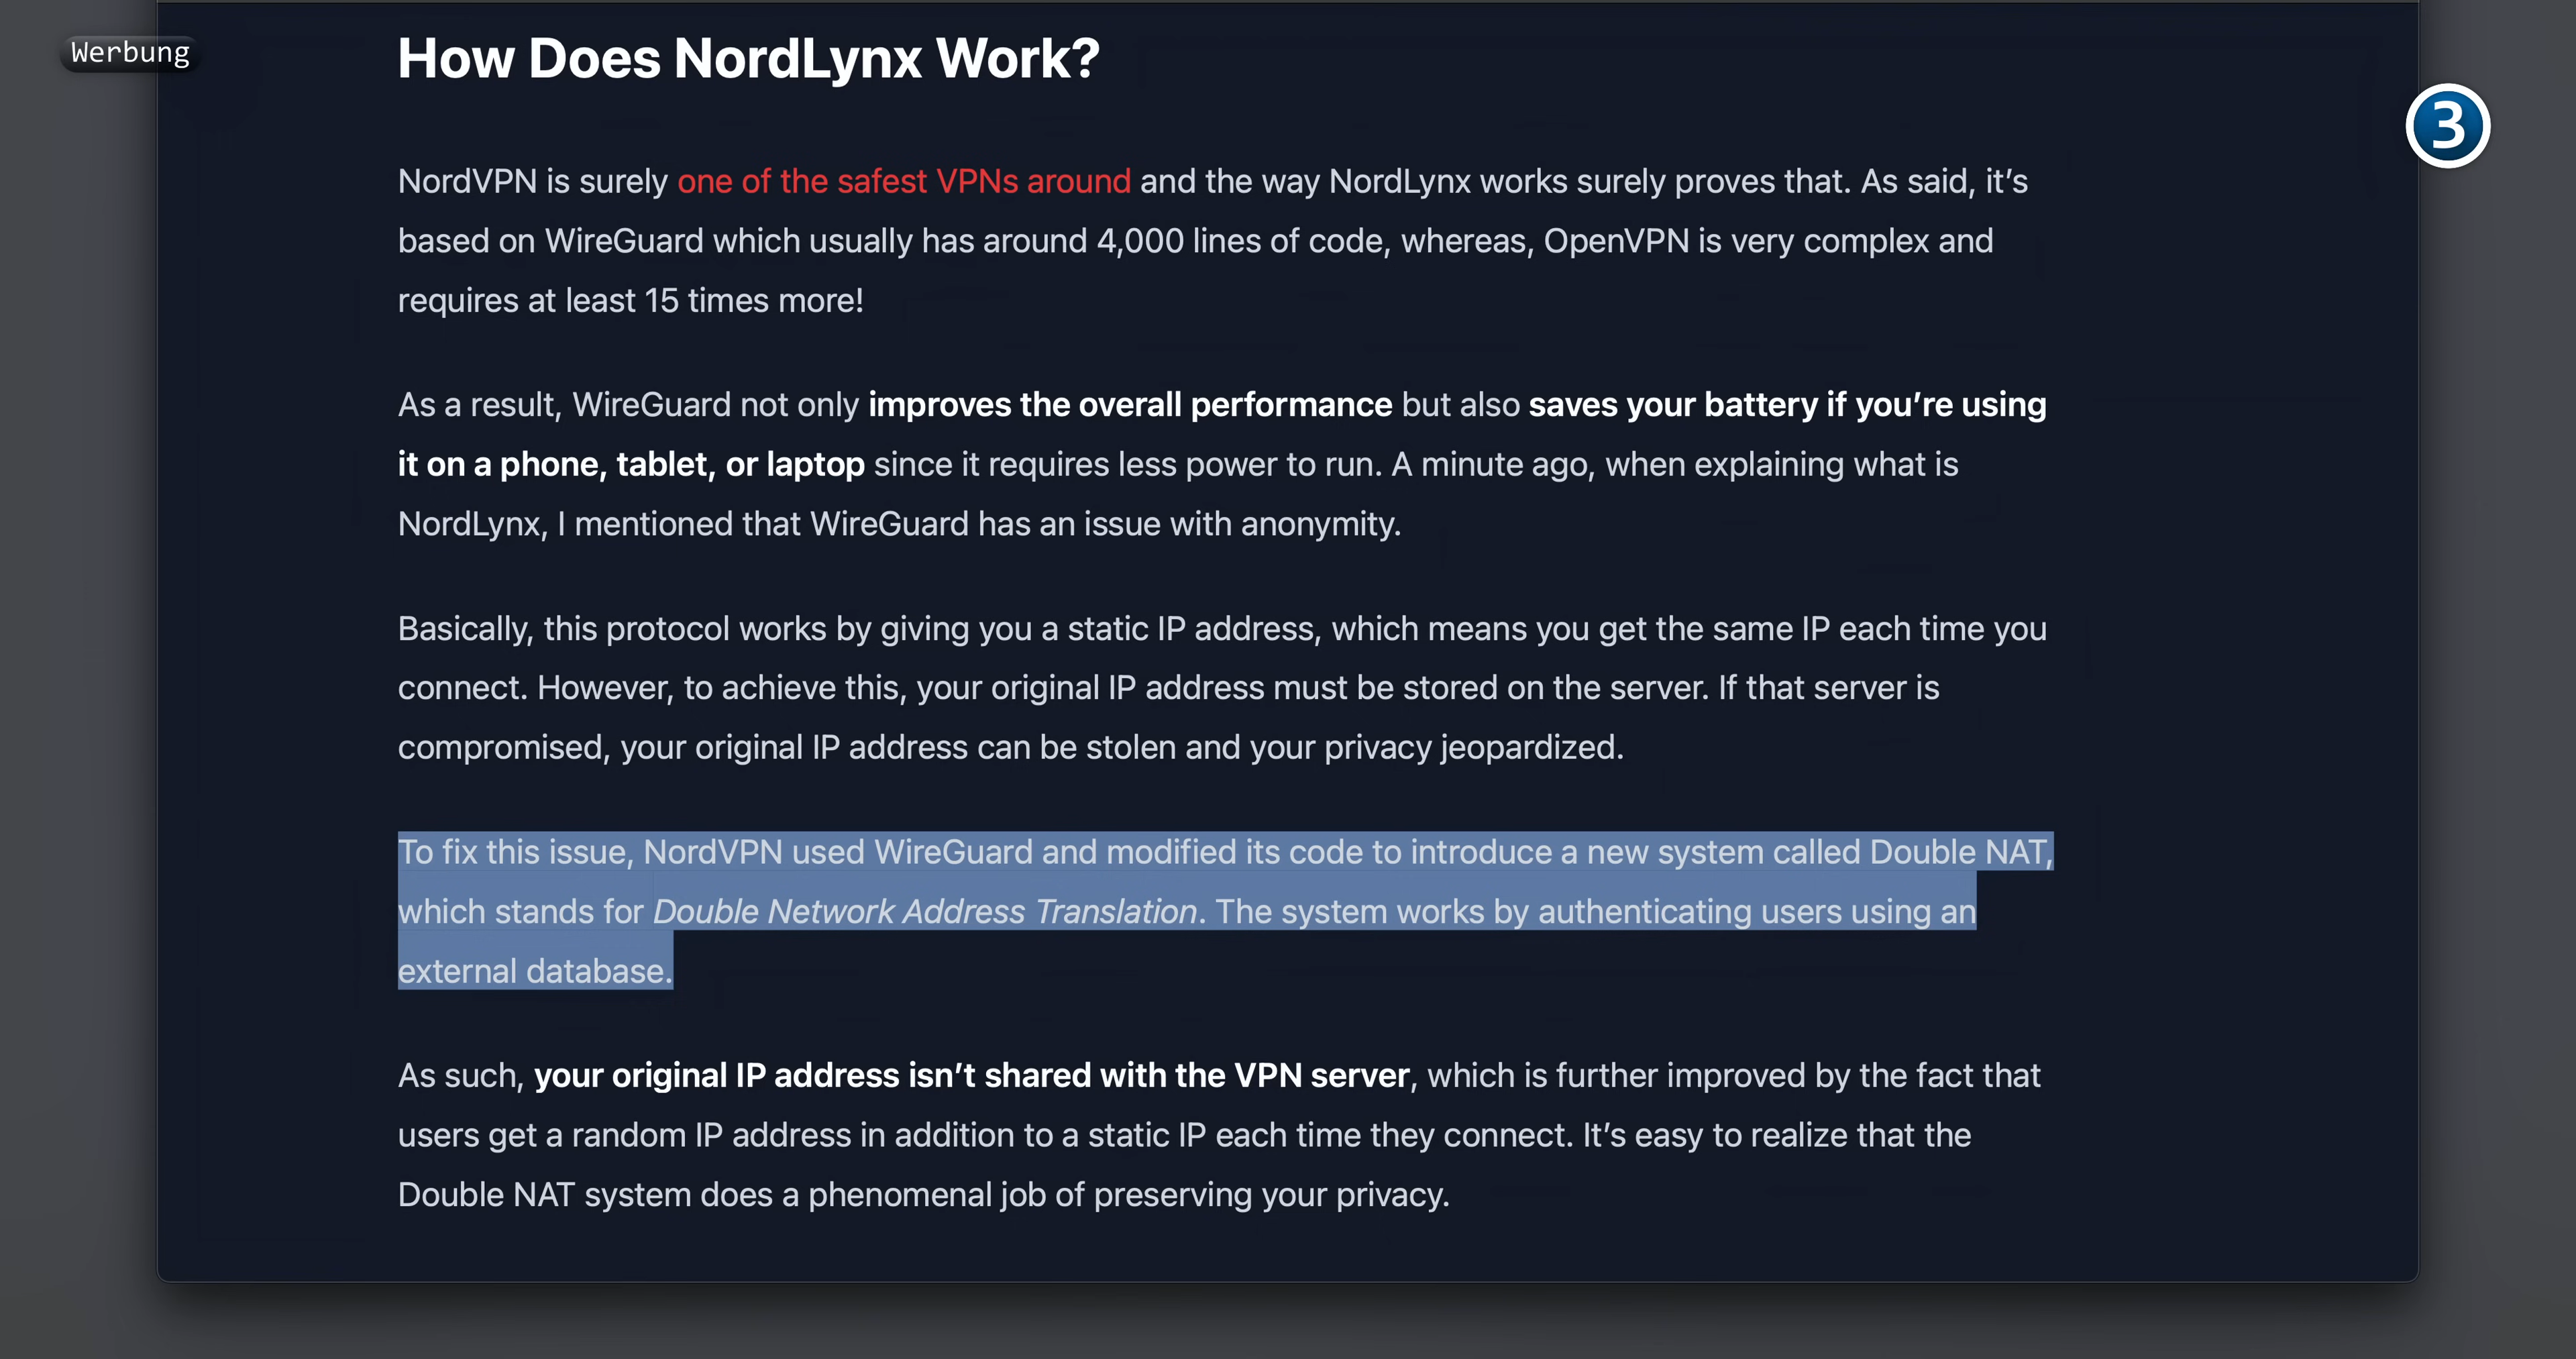 Werbung
How Does NordLynx Work?
3
NordVPN is surely one of the safest VPNs around and the way NordLynx works surely proves that. As said, it’s
based on WireGuard which usually has around 4,000 lines of code, whereas, OpenVPN is very complex and
requires at least 15 times more!
As a result, WireGuard not only improves the overall performance but also saves your battery if you’re using
it on a phone, tablet, or laptop since it requires less power to run. A minute ago, when explaining what is
NordLynx, I mentioned that WireGuard has an issue with anonymity.
Basically, this protocol works by giving you a static IP address, which means you get the same IP each time you
connect. However, to achieve this, your original IP address must be stored on the server. If that server is
compromised, your original IP address can be stolen and your privacy jeopardized.
To fix this issue, NordVPN used WireGuard and modified its code to introduce a new system called Double NAT,
which stands for Double Network Address Translation. The system works by authenticating users using an
external database.
As such, your original IP address isn’t shared with the VPN server, which is further improved by the fact that
users get a random IP address in addition to a static IP each time they connect. It’s easy to realize that the
Double NAT system does a phenomenal job of preserving your privacy.